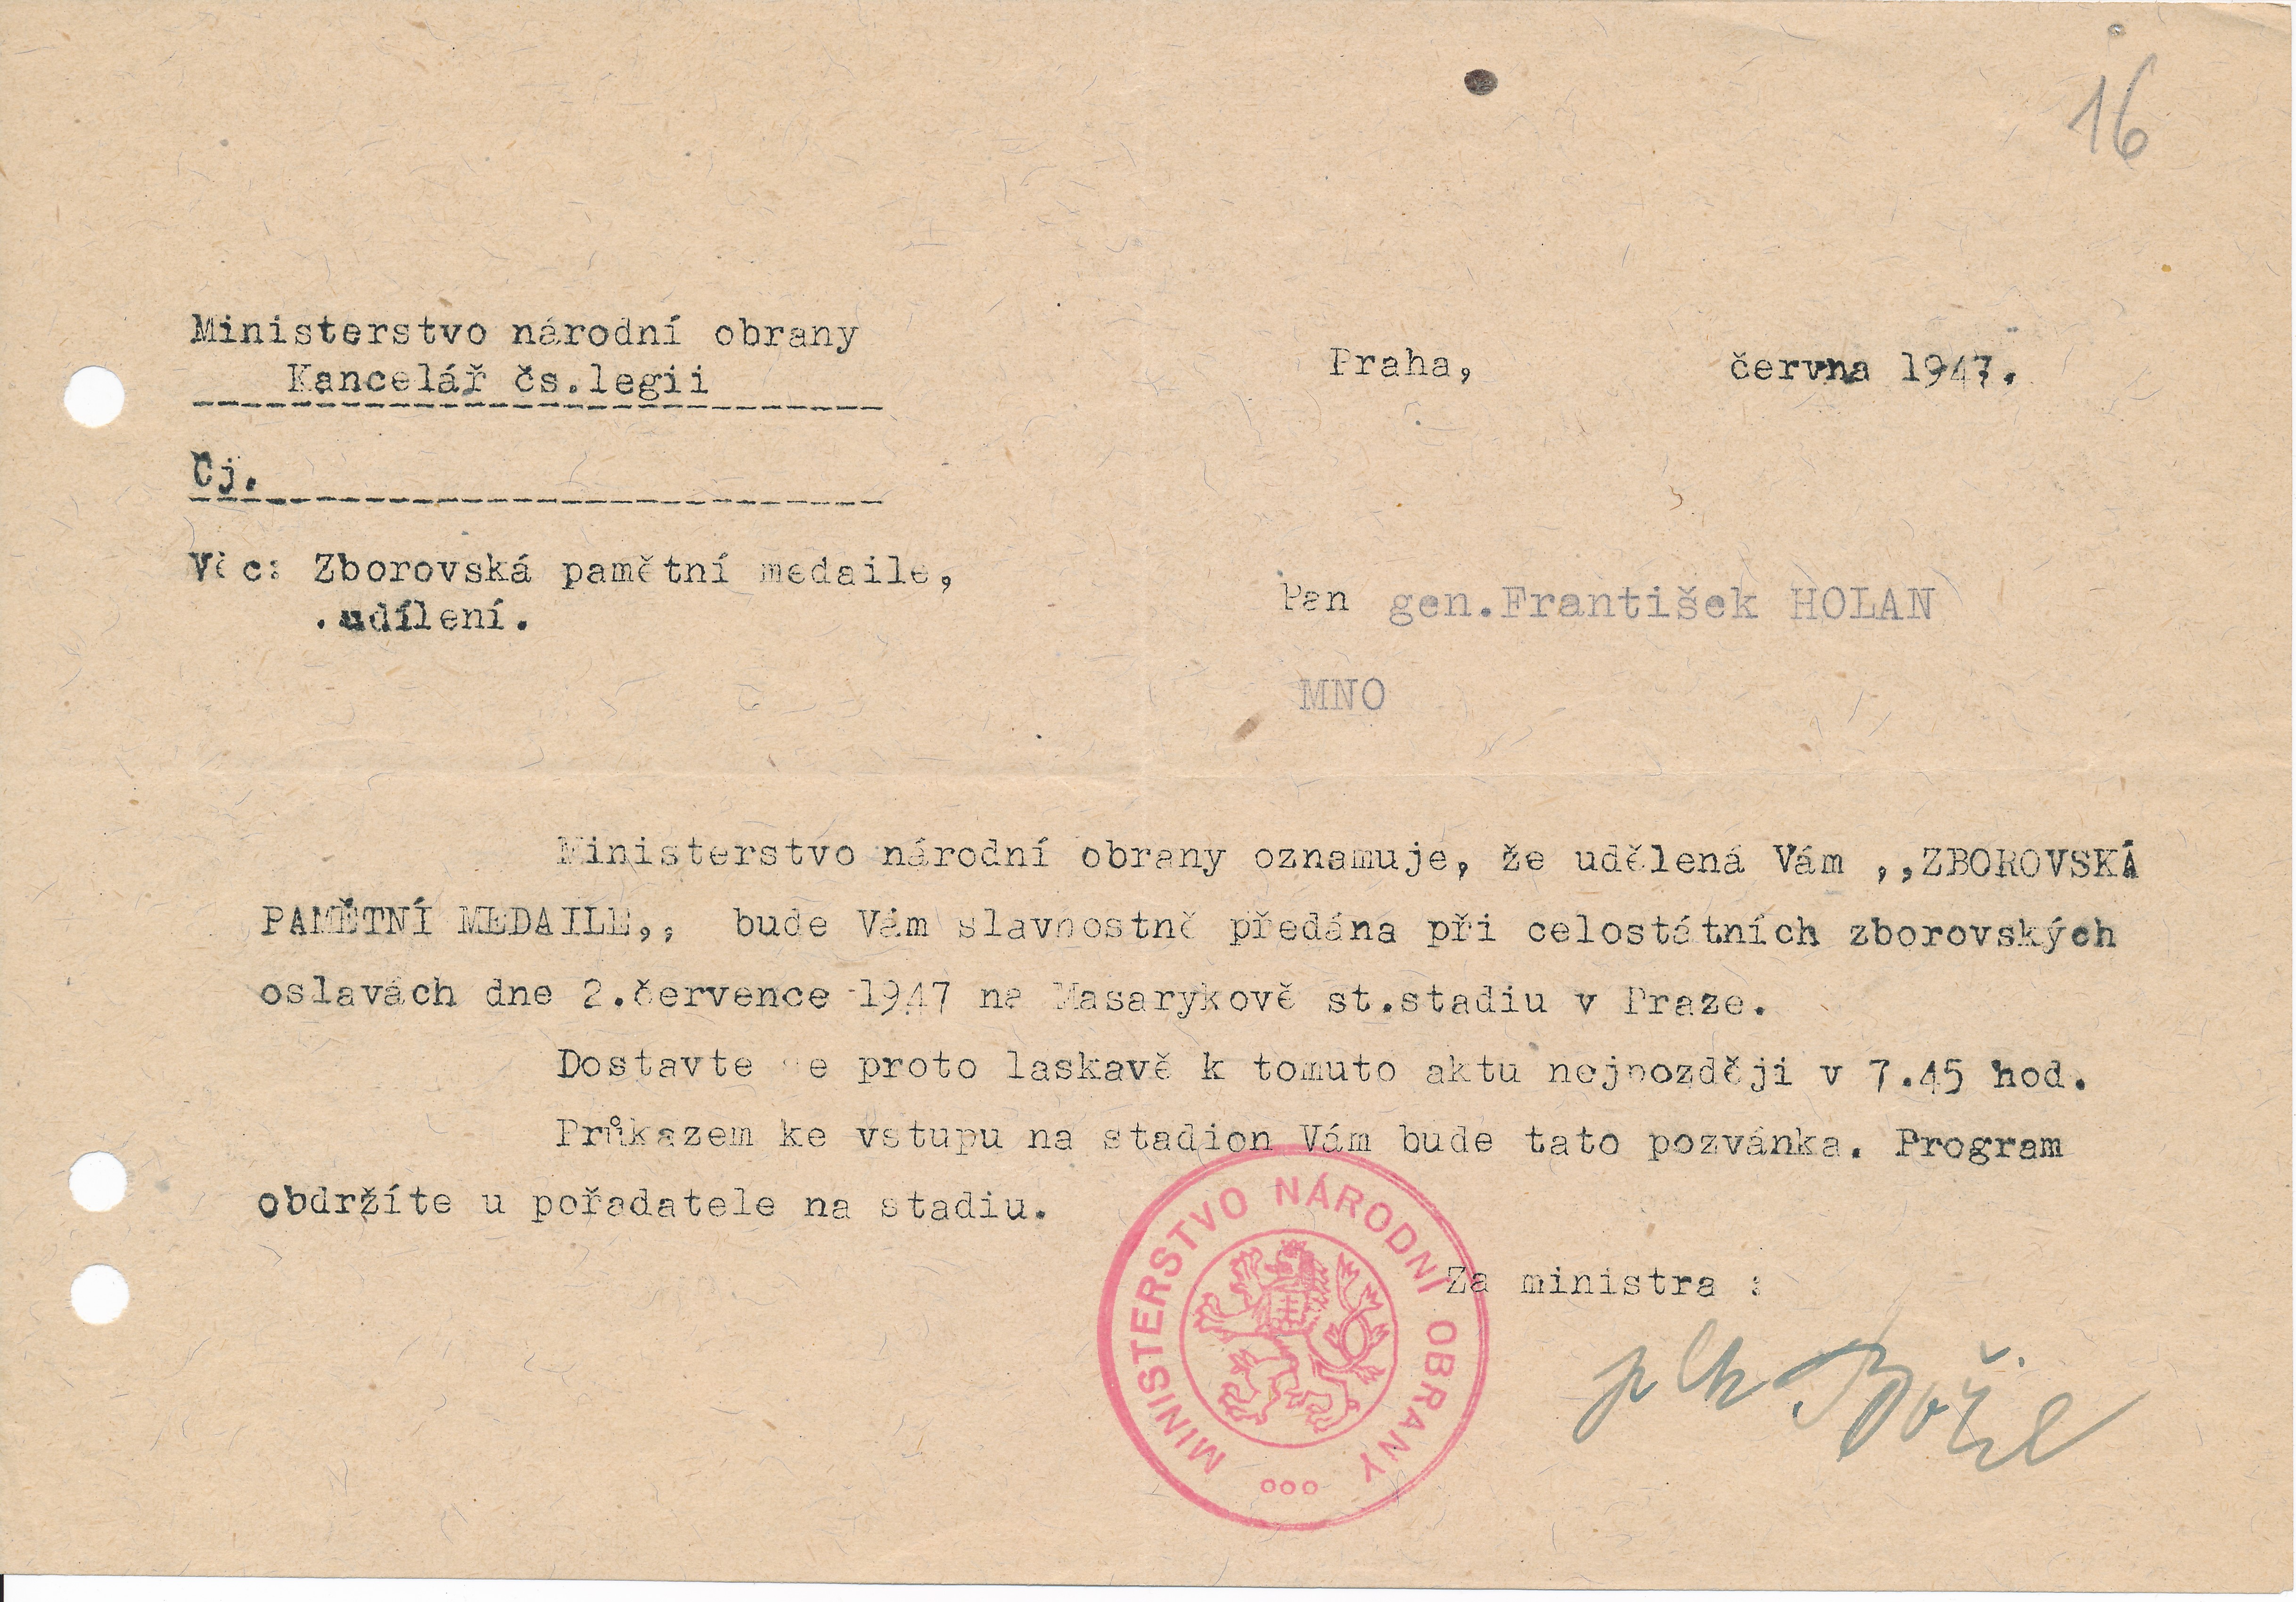 16
Ministerstvo národní obrany
Kancelář čs.legii
Praha, června 1947.
Čj.
Věc: Zborovská pamětní medaile,
.udílení.
Pan gen.František HOLAN
MNO
Ministerstvo národní obrany oznamuje, že udělená Vám ,,ZBOROVSKÁ
PAMĚTNÍ MEDAILE,, bude Vám slavnostně předána při celostátních zborovských
oslavách dne 2.července 1947 na Masarykově st.stadiu v Praze.
Dostavte se proto laskavě k tomuto aktu nejpozději v 7.45 hod.
Průkazem ke vstupu na stadion Vám bude tato pozvánka. Program
obdržíte u pořadatele na stadiu.
MINISTERSTVO NÁRODNÍ OBRANY
Za ministra :
plk